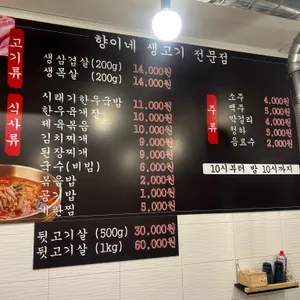 향이네 생고기 전문점
고기류
생삼겹살(200g) 14,000원
생목살 (200g) 14,000원
식사류
시래기한우국밥 11,000원
한우육개장 10,000원
제육볶음 10,000원
김치찌개 9,000원
된장찌개 9,000원
국수(비빔) 6,000원
볶음밥 2,000원
공기밥 1,000원
계란찜 5,000원
주류
소주 4,000원
맥주 5,000원
막걸리 4,000원
청하 5,000원
음료수 2,000원
10시부터 밤 10시까지
뒷고기살 (500g) 30,000원
뒷고기살 (1kg) 60,000원